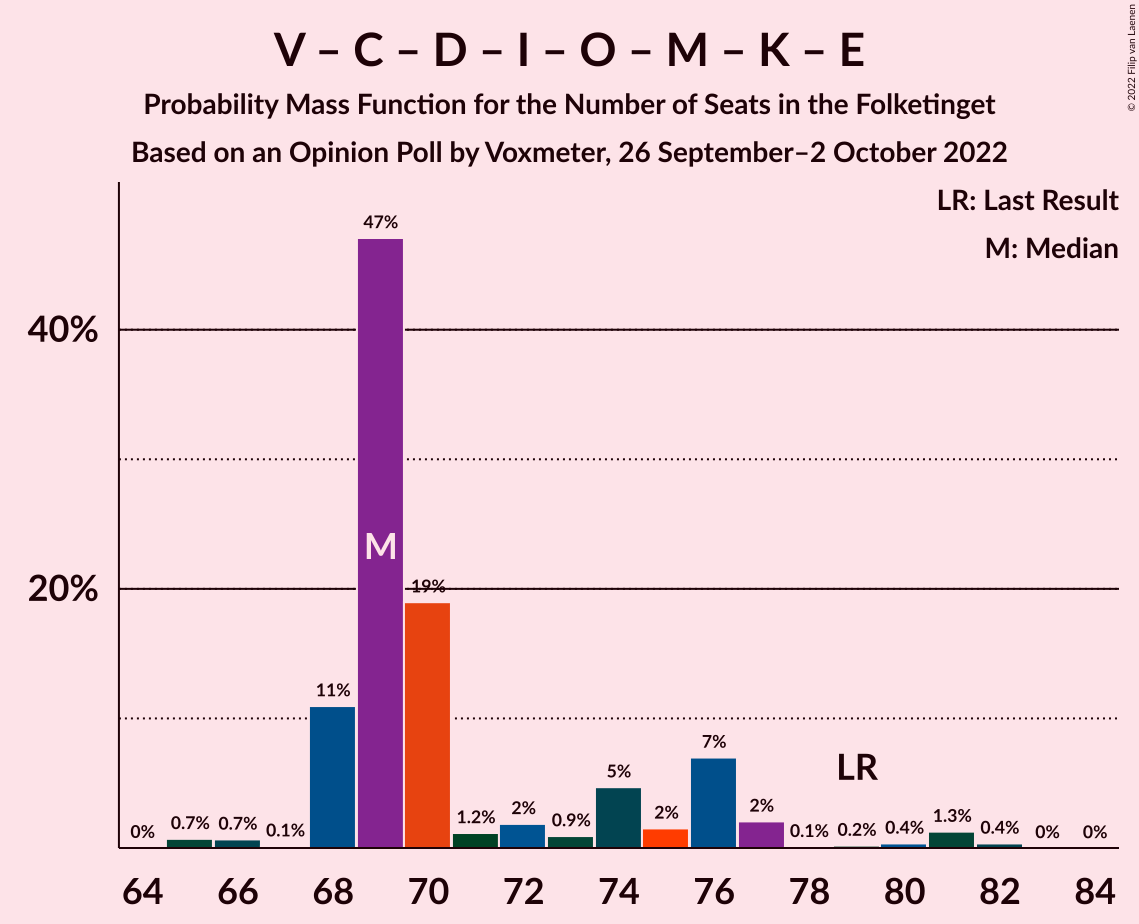 V – C – D – I – O – M – K – E
Probability Mass Function for the Number of Seats in the Folketinget
Based on an Opinion Poll by Voxmeter, 26 September–2 October 2022
© 2022 Filip van Laenen
LR: Last Result
M: Median
40%
20%
0%
0.7%
0.7%
0.1%
11%
47%
M
19%
1.2%
2%
0.9%
5%
2%
7%
2%
0.1%
LR
0.2%
0.4%
1.3%
0.4%
0%
0%
64 66 68 70 72 74 76 78 80 82 84